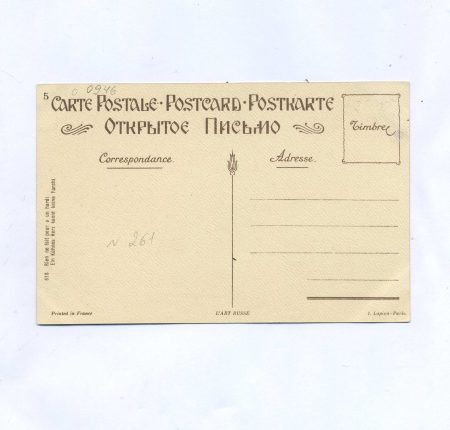 0946
5
CARTE POSTALE · POSTCARD · POSTKARTE
ОТКРЫТОЕ ПИСЬМО
Timbre
Correspondance.
Adresse.
N 261
Printed in France
L'ART RUSSE
I. Lapina - Paris.